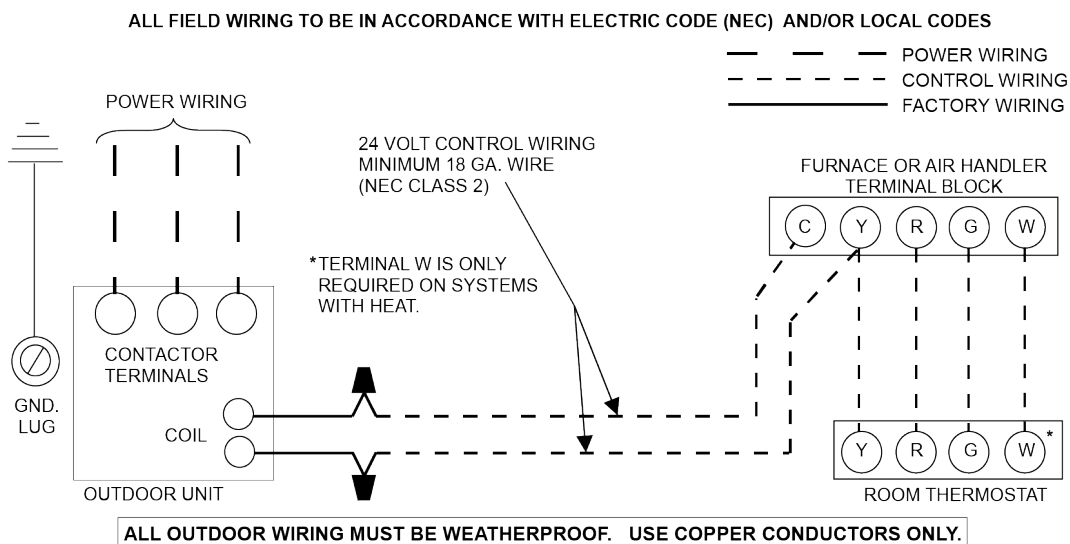 ALL FIELD WIRING TO BE IN ACCORDANCE WITH ELECTRIC CODE (NEC) AND/OR LOCAL CODES
POWER WIRING
CONTROL WIRING
FACTORY WIRING
POWER WIRING
24 VOLT CONTROL WIRING
MINIMUM 18 GA. WIRE
(NEC CLASS 2)
FURNACE OR AIR HANDLER
TERMINAL BLOCK
C Y R G W
*TERMINAL W IS ONLY
REQUIRED ON SYSTEMS
WITH HEAT.
CONTACTOR
TERMINALS
GND.
LUG
COIL
OUTDOOR UNIT
Y R G W *
ROOM THERMOSTAT
ALL OUTDOOR WIRING MUST BE WEATHERPROOF. USE COPPER CONDUCTORS ONLY.